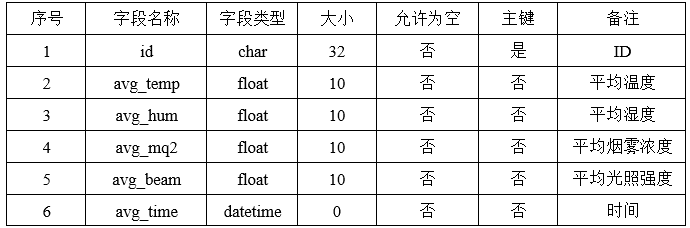 序号 字段名称 字段类型 大小 允许为空 主键 备注
1 id char 32 否 是 ID
2 avg_temp float 10 否 否 平均温度
3 avg_hum float 10 否 否 平均湿度
4 avg_mq2 float 10 否 否 平均烟雾浓度
5 avg_beam float 10 否 否 平均光照强度
6 avg_time datetime 0 否 否 时间